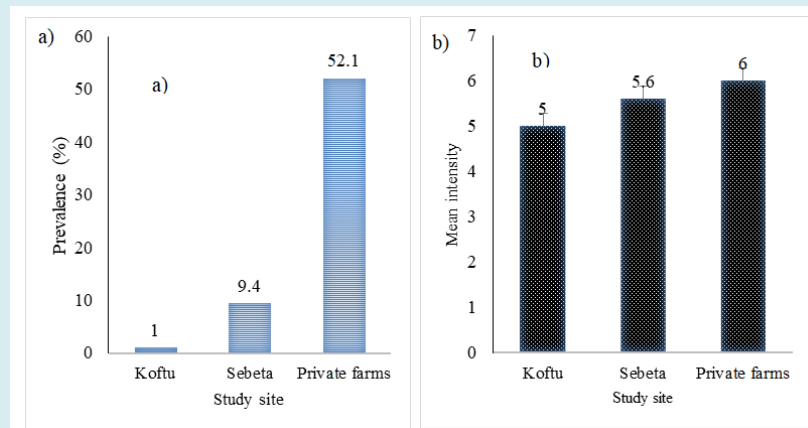 a)
60
50
40
30
20
10
0
Prevalence (%)
a)
1
9.4
52.1
Koftu Sebeta Private farms
Study site
b)
7
6
5
4
3
2
1
0
Mean intensity
b)
5
5.6
6
Koftu Sebeta Private farms
Study site